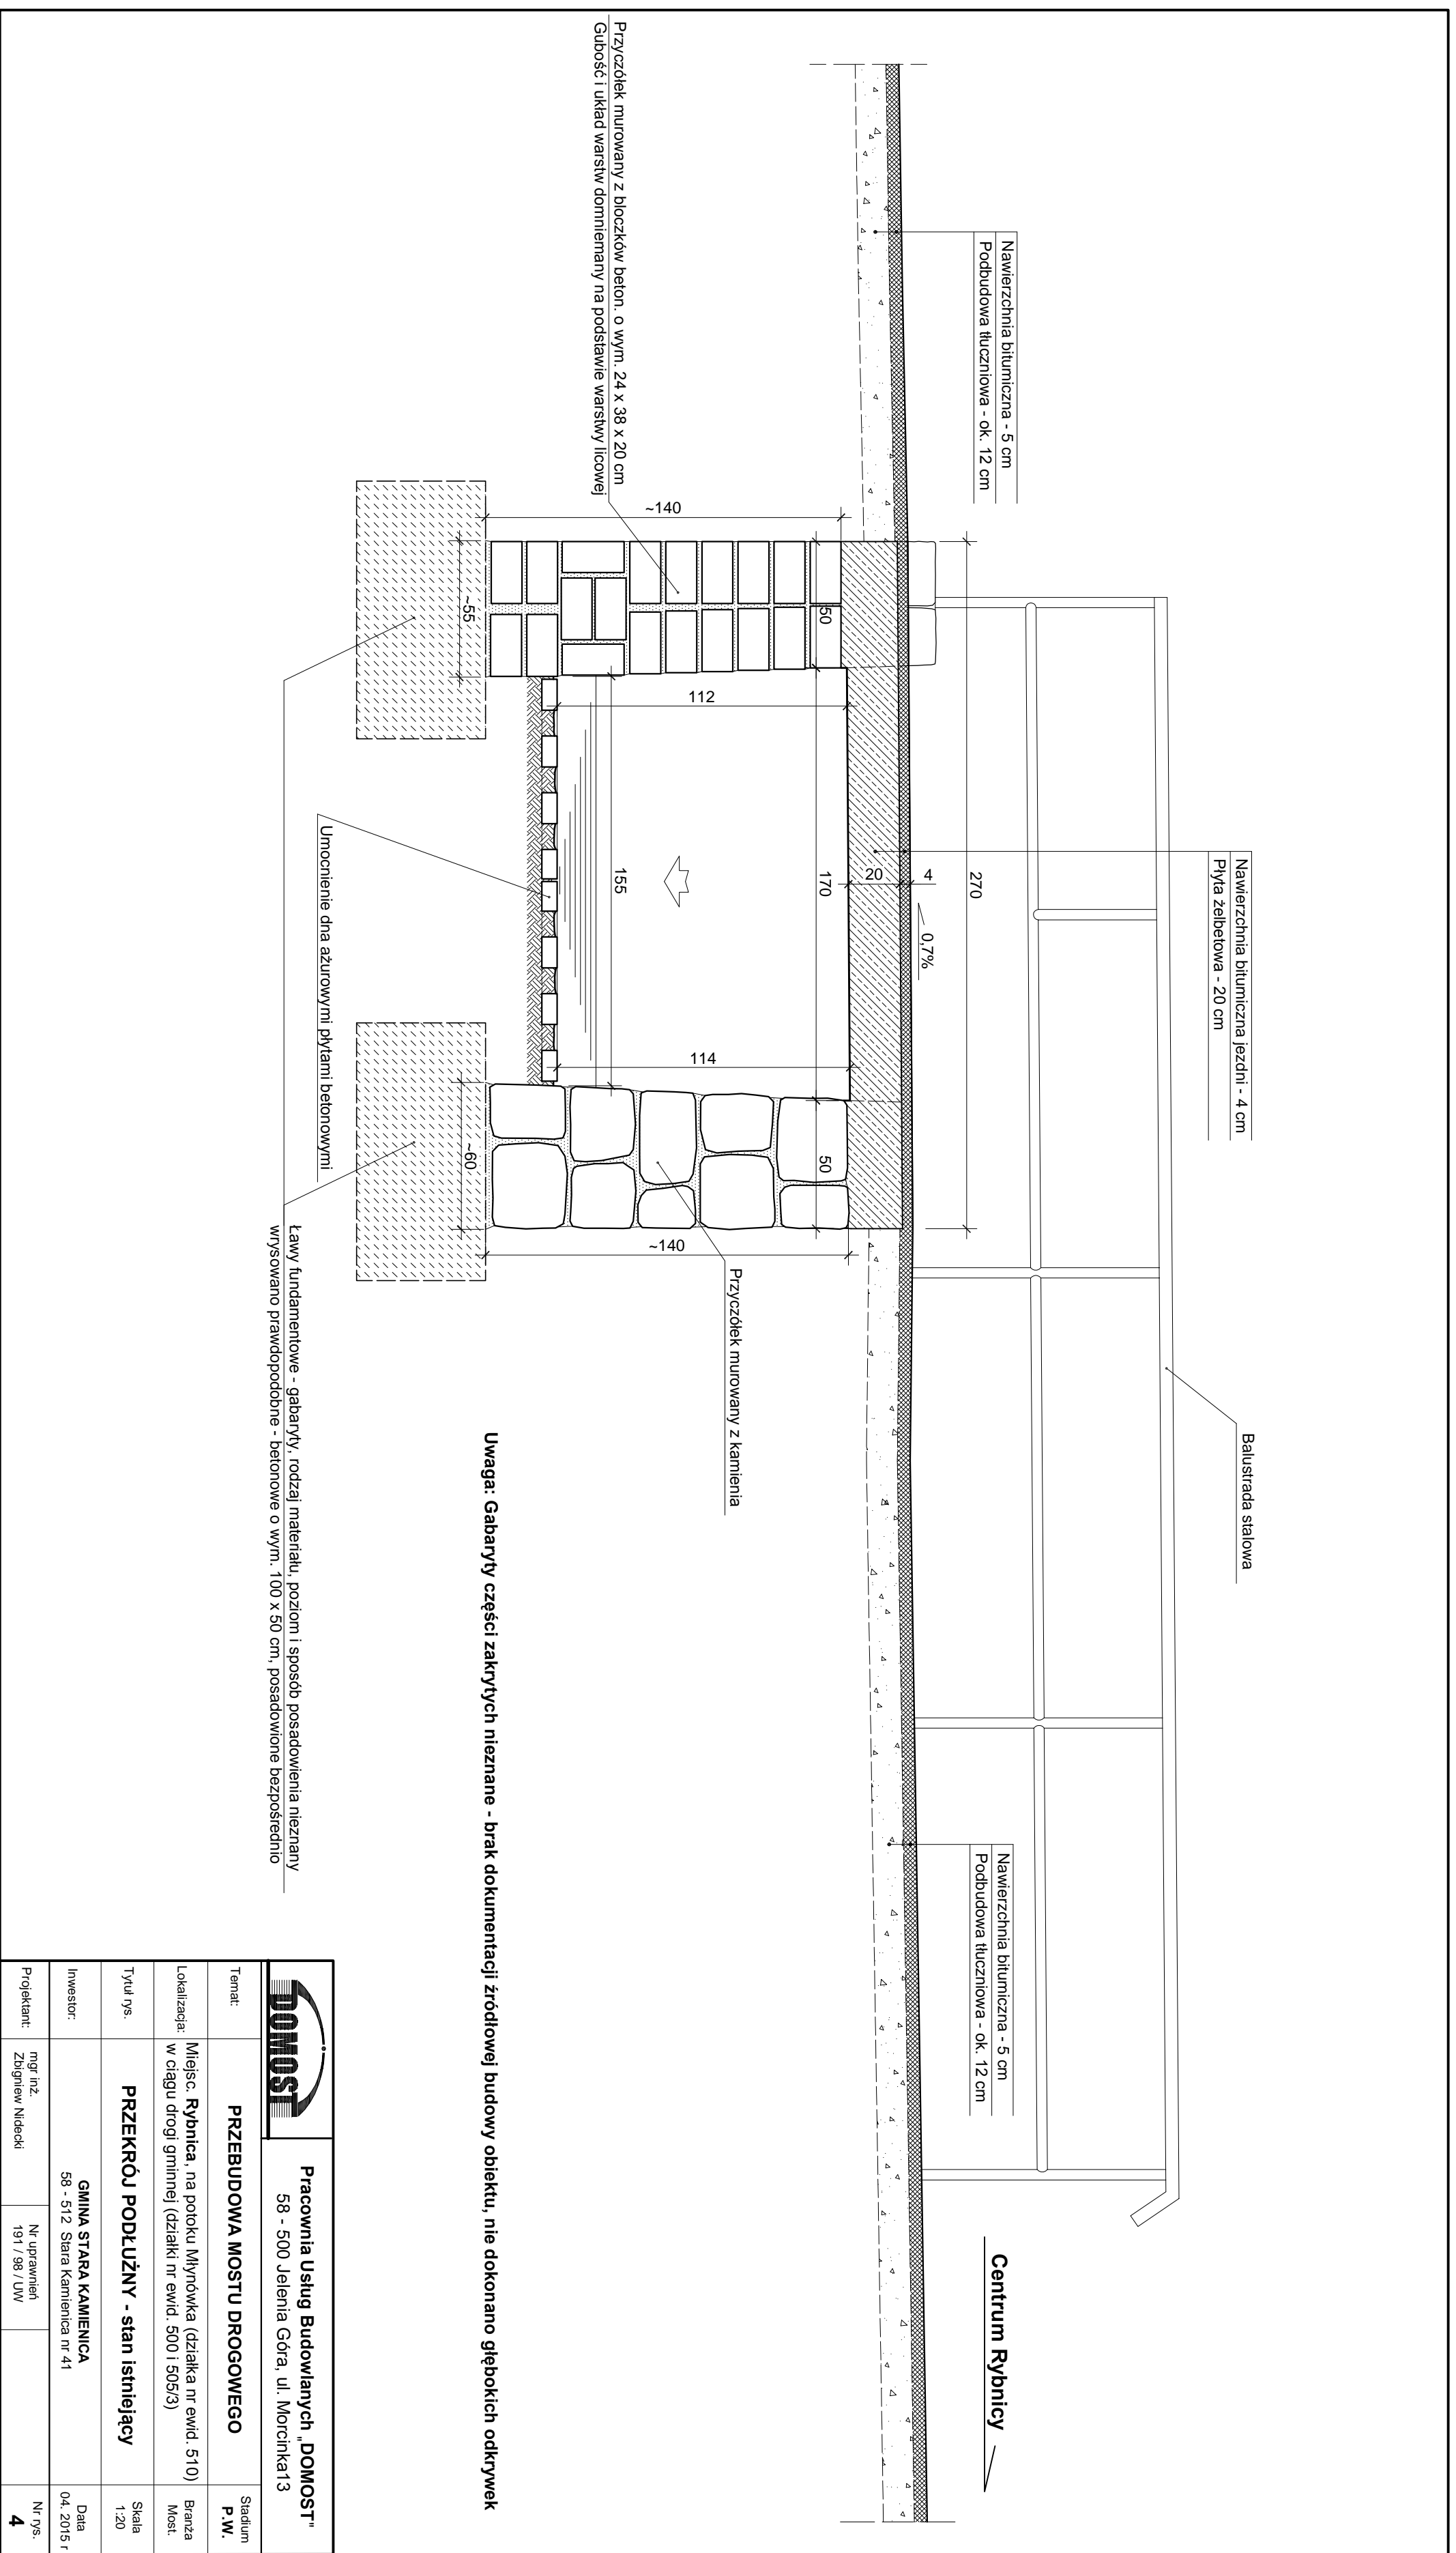 Balustrada stalowa
Nawierzchnia bitumiczna jezdni - 4 cm
Płyta żelbetowa - 20 cm
Nawierzchnia bitumiczna - 5 cm
Podbudowa tłuczniowa - ok. 12 cm
Nawierzchnia bitumiczna - 5 cm
Podbudowa tłuczniowa - ok. 12 cm
Centrum Rybnicy
270
4
0,7%
20
50
170
50
~140
112
114
~140
155
~55
~60
Przyczółek murowany z bloczków beton. o wym. 24 x 38 x 20 cm
Gubość i układ warstw domniemany na podstawie warstwy licowej
Przyczółek murowany z kamienia
Uwaga: Gabaryty części zakrytych nieznane - brak dokumentacji źródłowej budowy obiektu, nie dokonano głębokich odkrywek
Umocnienie dna ażurowymi płytami betonowymi
Ławy fundamentowe - gabaryty, rodzaj materiału, poziom i sposób posadowienia nieznany
wrysowano prawdopodobne - betonowe o wym. 100 x 50 cm, posadowione bezpośrednio
DOMOST
Pracownia Usług Budowlanych „DOMOST"
58 - 500 Jelenia Góra, ul. Morcinka13
Temat:
PRZEBUDOWA MOSTU DROGOWEGO
Stadium
P.W.
Lokalizacja:
Miejsc. Rybnica, na potoku Młynówka (działka nr ewid. 510)
w ciągu drogi gminnej (działki nr ewid. 500 i 505/3)
Branża
Most.
Tytuł rys.
PRZEKRÓJ PODŁUŻNY - stan istniejący
Skala
1:20
Inwestor:
GMINA STARA KAMIENICA
58 - 512 Stara Kamienica nr 41
Data
04. 2015 r
Projektant:
mgr inż.
Zbigniew Nidecki
Nr uprawnień
191 / 98 / UW
Nr rys.
4